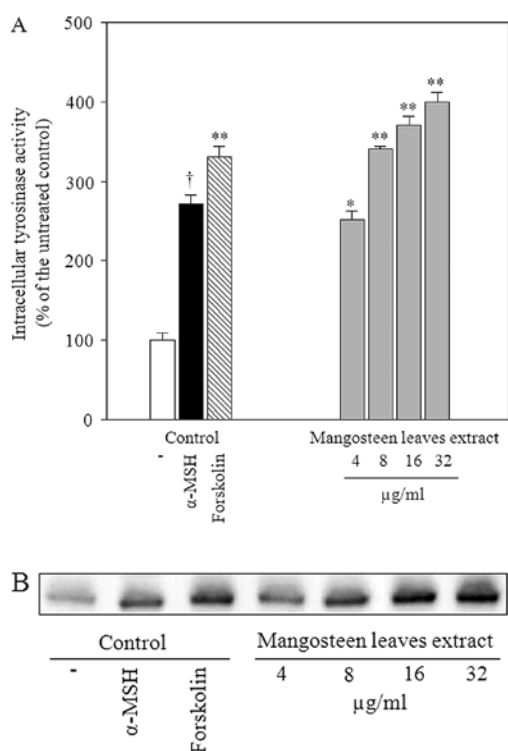 A
Intracellular tyrosinase activity
(% of the untreated control)
500
400
300
200
100
0
†
**
*
**
**
**
Control
Mangosteen leaves extract
-
α-MSH
Forskolin
4 8 16 32
µg/ml
B
Control
Mangosteen leaves extract
-
α-MSH
Forskolin
4 8 16 32
µg/ml